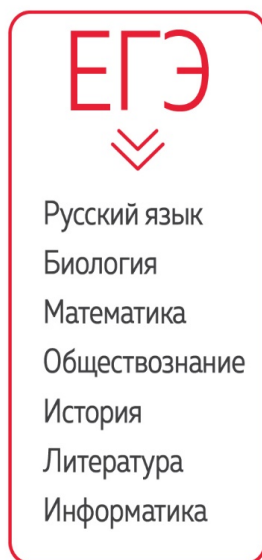 ЕГЭ
Русский язык
Биология
Математика
Обществознание
История
Литература
Информатика